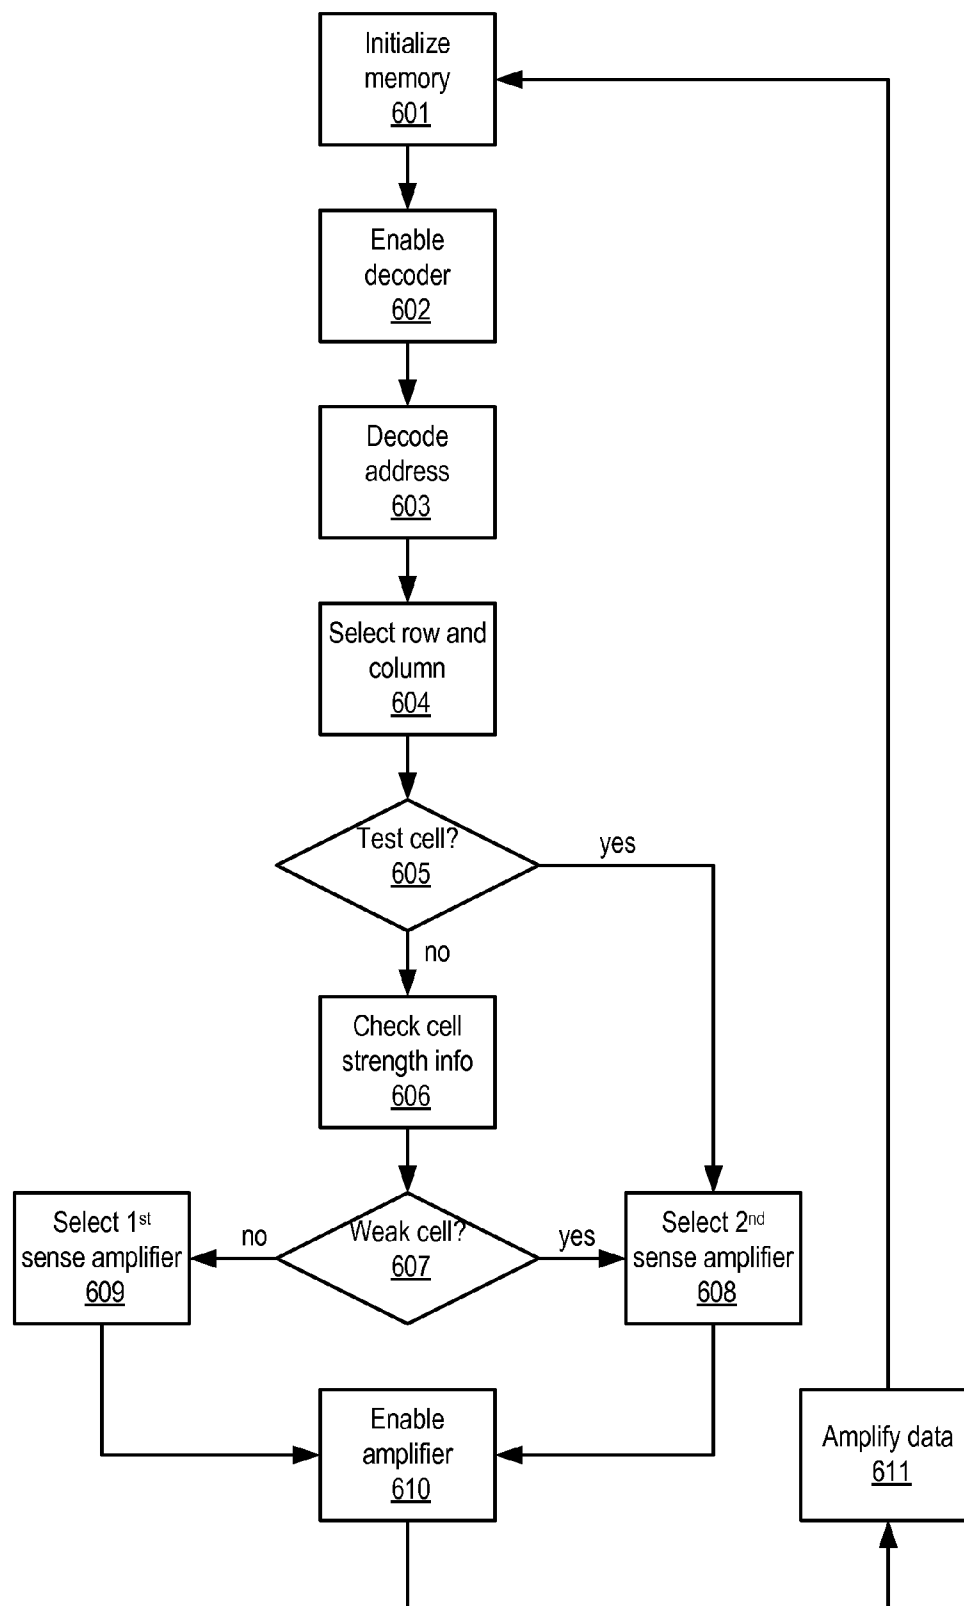 Initialize
memory
601
Enable
decoder
602
Decode
address
603
Select row and
column
604
Test cell?
605
yes
no
Check cell
strength info
606
Select 1st
sense amplifier
609
no
Weak cell?
607
yes
Select 2nd
sense amplifier
608
Enable
amplifier
610
Amplify data
611